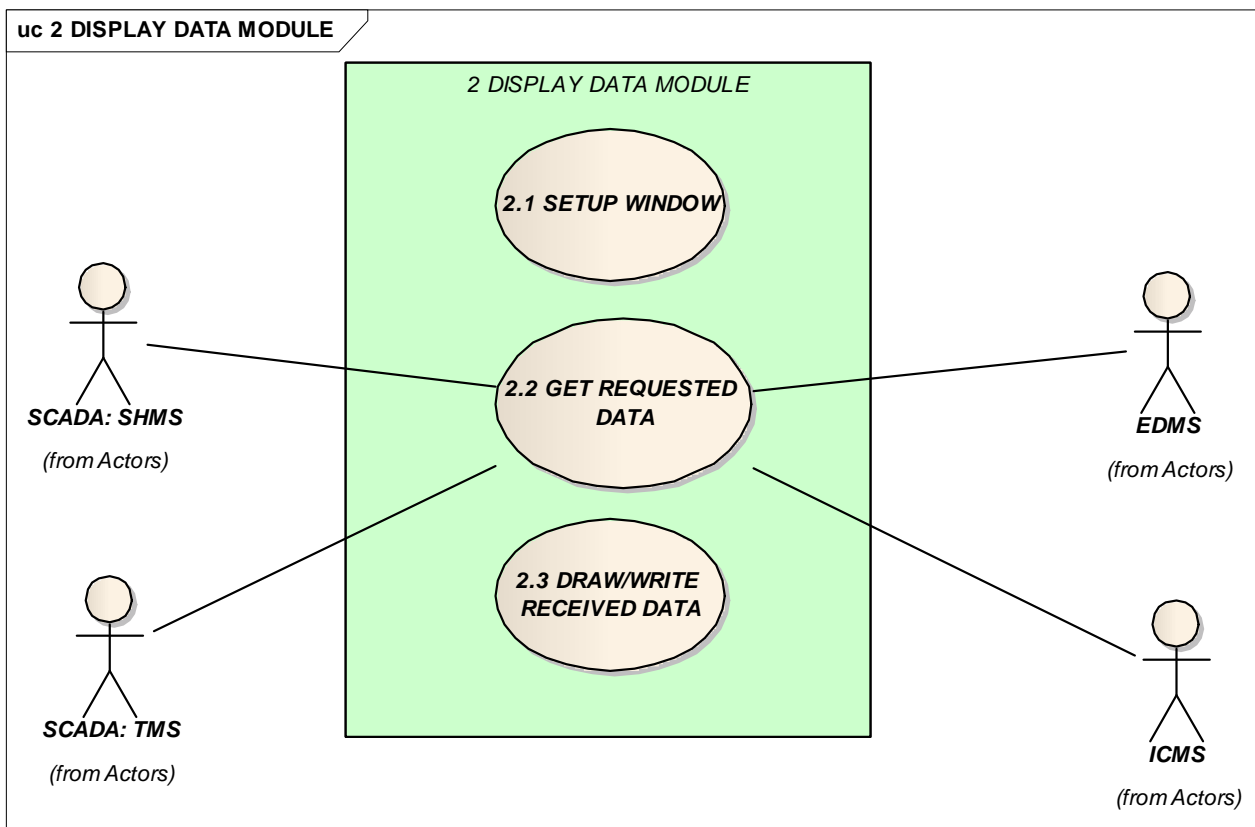 uc 2 DISPLAY DATA MODULE
2 DISPLAY DATA MODULE
2.1 SETUP WINDOW
2.2 GET REQUESTED
DATA
2.3 DRAW/WRITE
RECEIVED DATA
SCADA: SHMS
(from Actors)
EDMS
(from Actors)
SCADA: TMS
(from Actors)
ICMS
(from Actors)